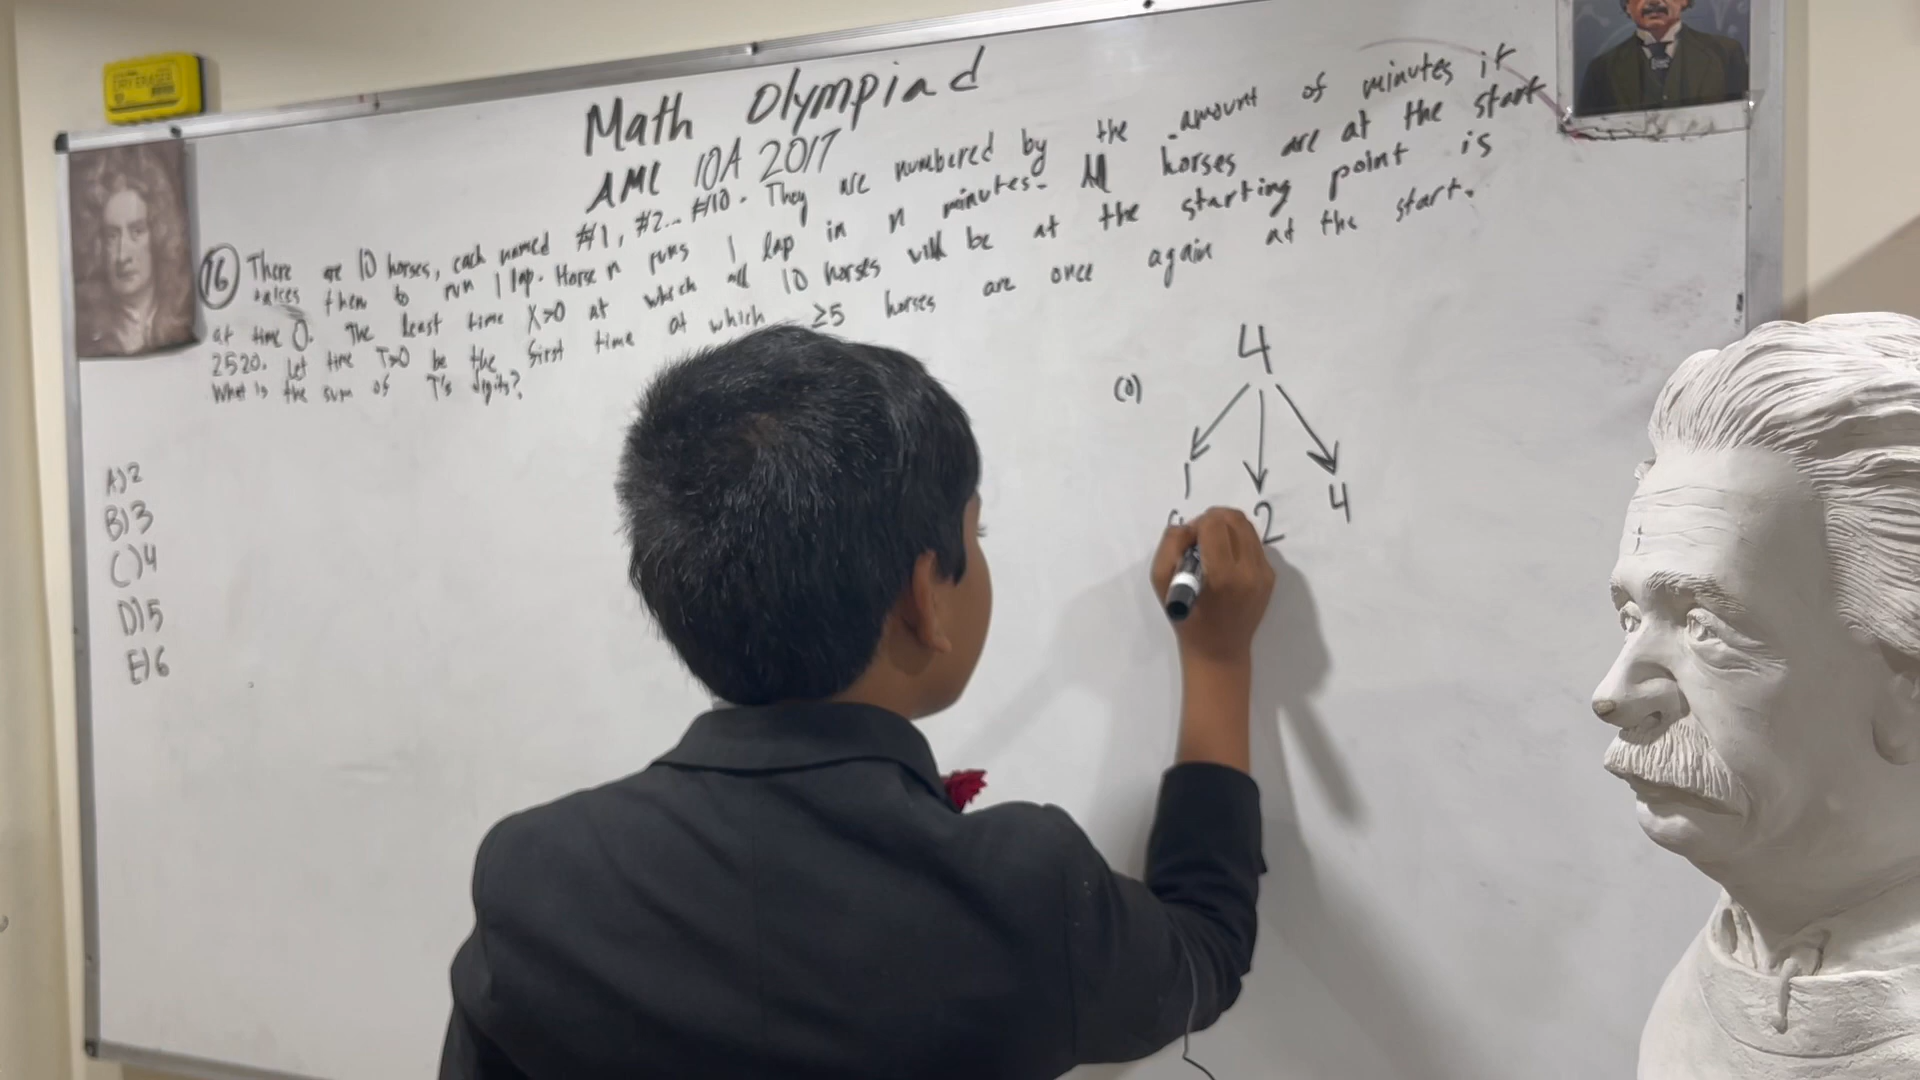 DRY ERASER
Math Olympiad
AMC 10A 2017
16 There are 10 horses, each named #1, #2... #10. They are numbered by the amount of minutes it
takes them to run 1 lap. Horse n runs 1 lap in n minutes. All horses are at the start
at time 0. The least time X>0 at which all 10 horses will be at the starting point is
2520. Let time T>0 be the first time at which ≥5 horses are once again at the start.
What is the sum of T's digits?
A)2
B)3
C)4
D)5
E)6
(0)
4
1 2 4